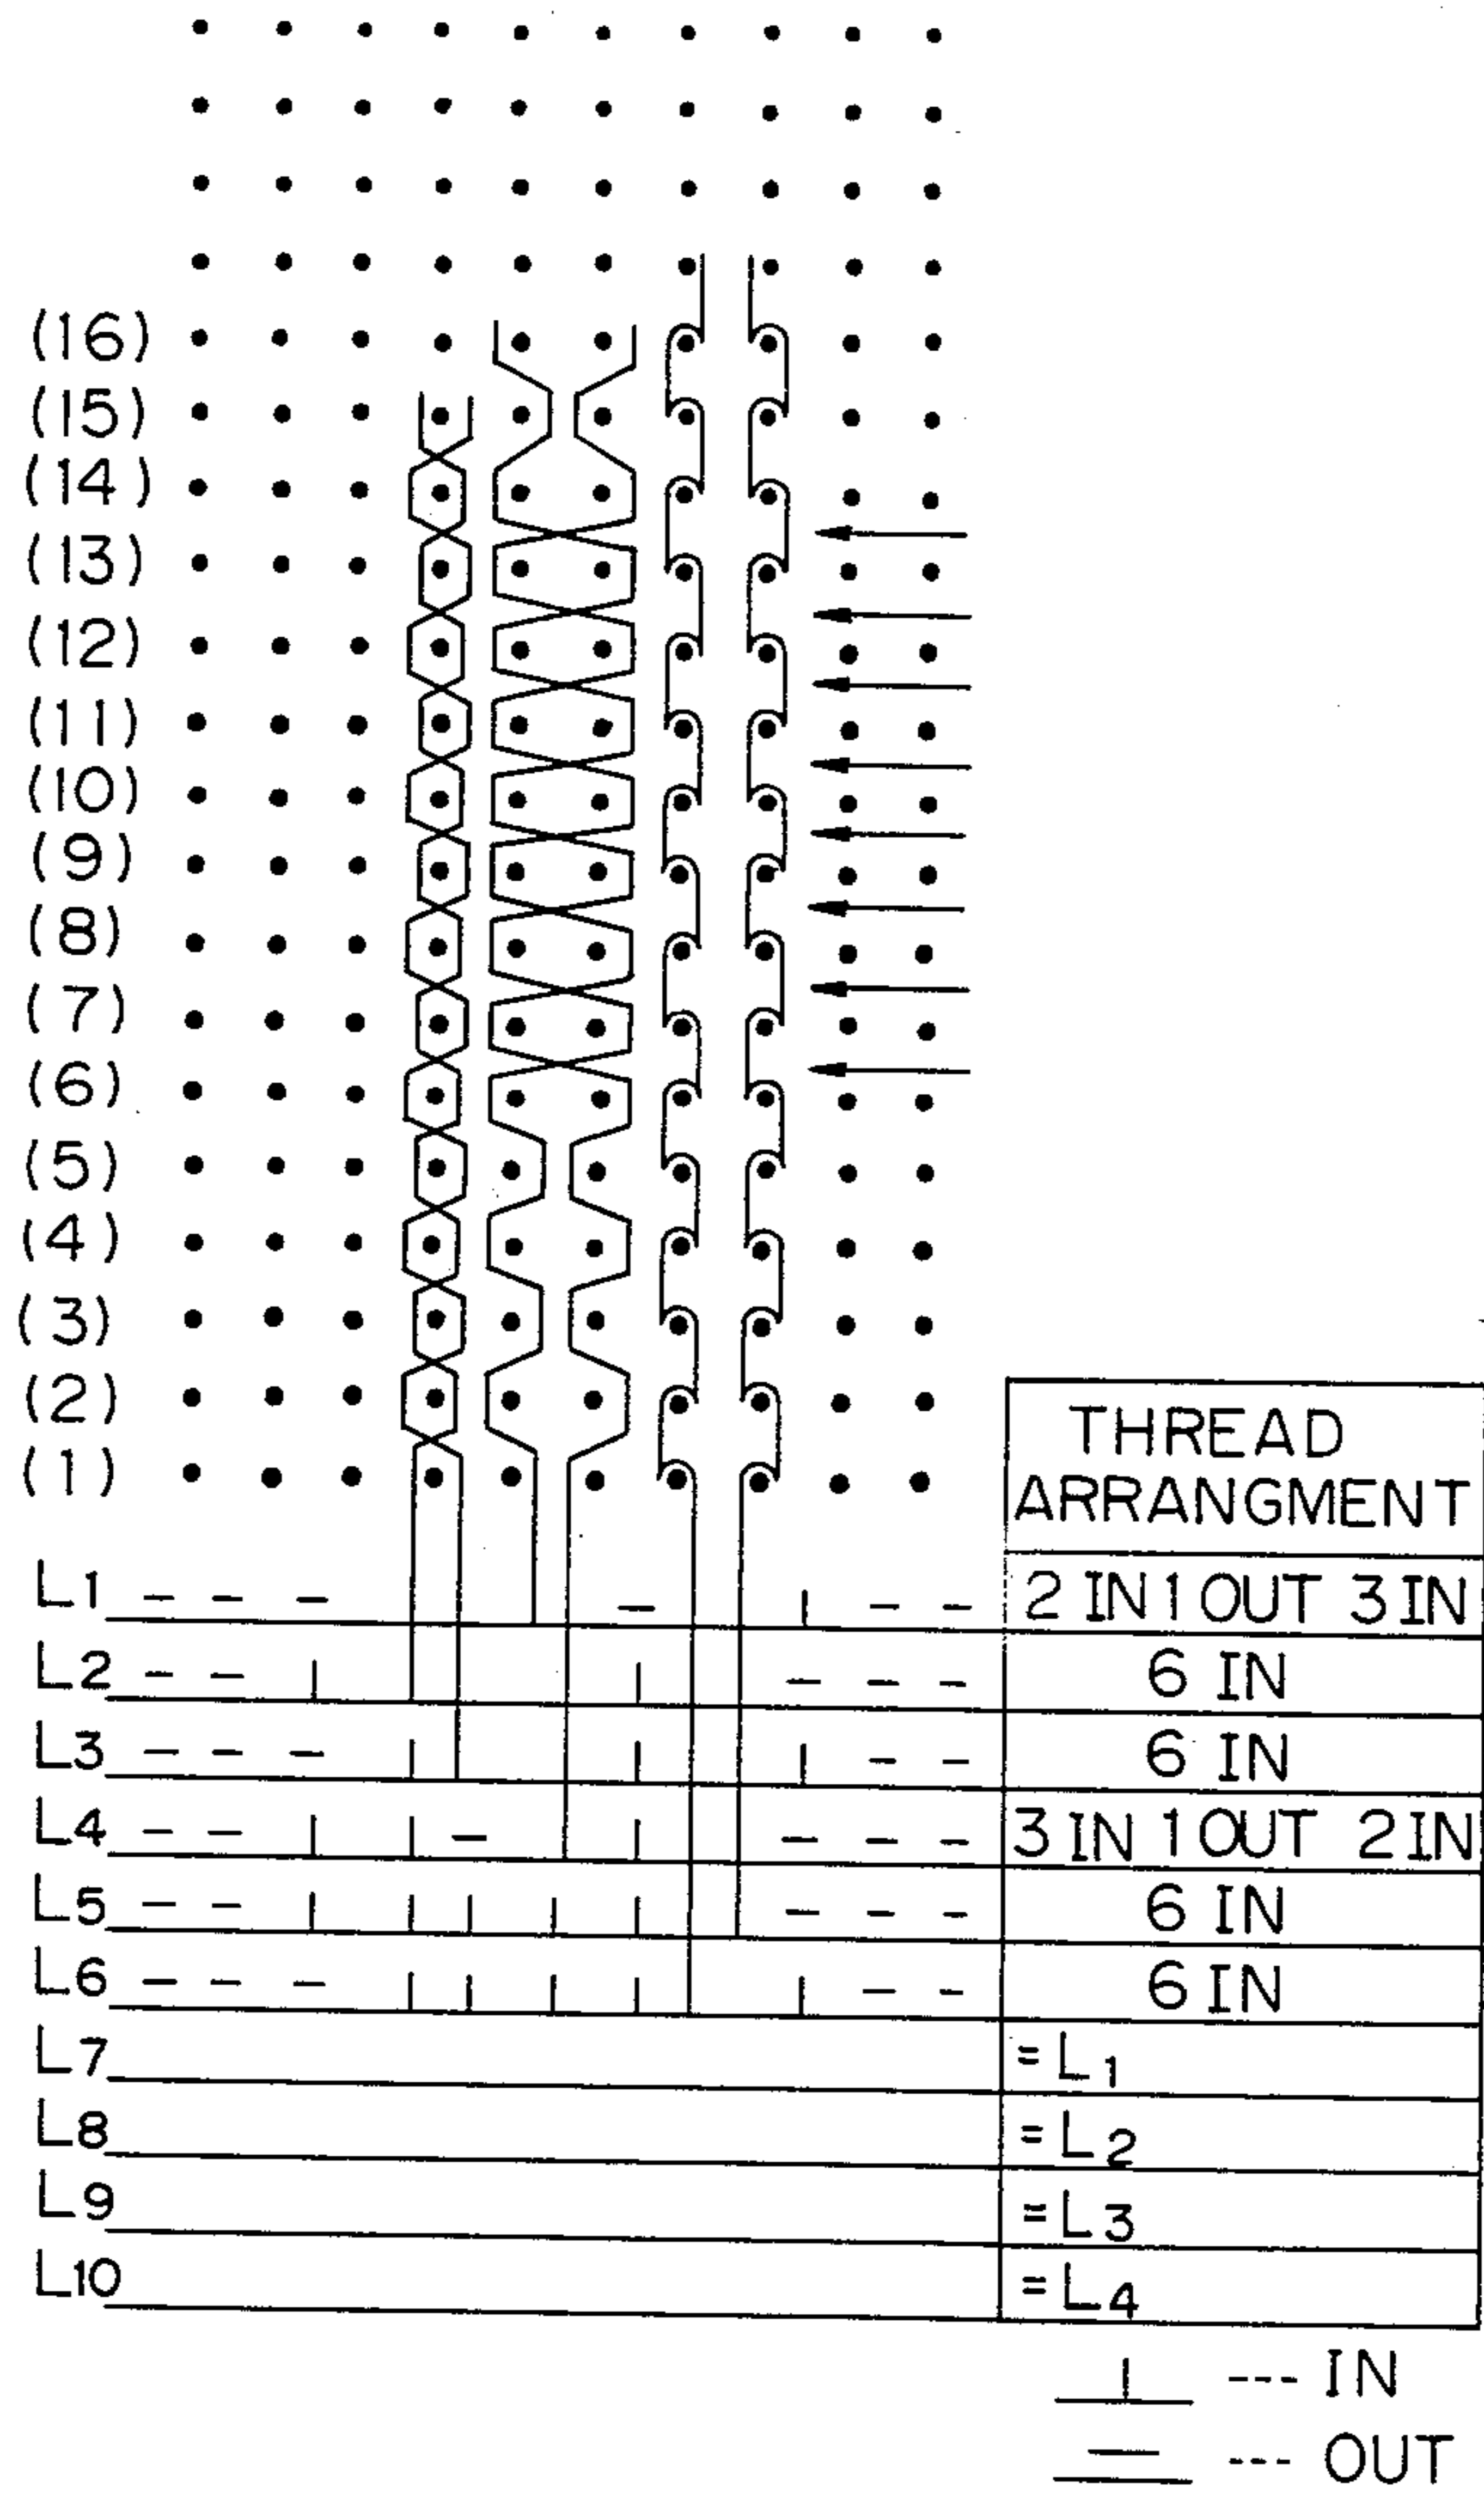 (16)
(15)
(14)
(13)
(12)
(11)
(10)
(9)
(8)
(7)
(6)
(5)
(4)
(3)
(2)
(1)
THREAD
ARRANGMENT
L1 2 IN 1 OUT 3 IN
L2 6 IN
L3 6 IN
L4 3 IN 1 OUT 2 IN
L5 6 IN
L6 6 IN
L7 =L1
L8 =L2
L9 =L3
L10 =L4
--- IN
--- OUT